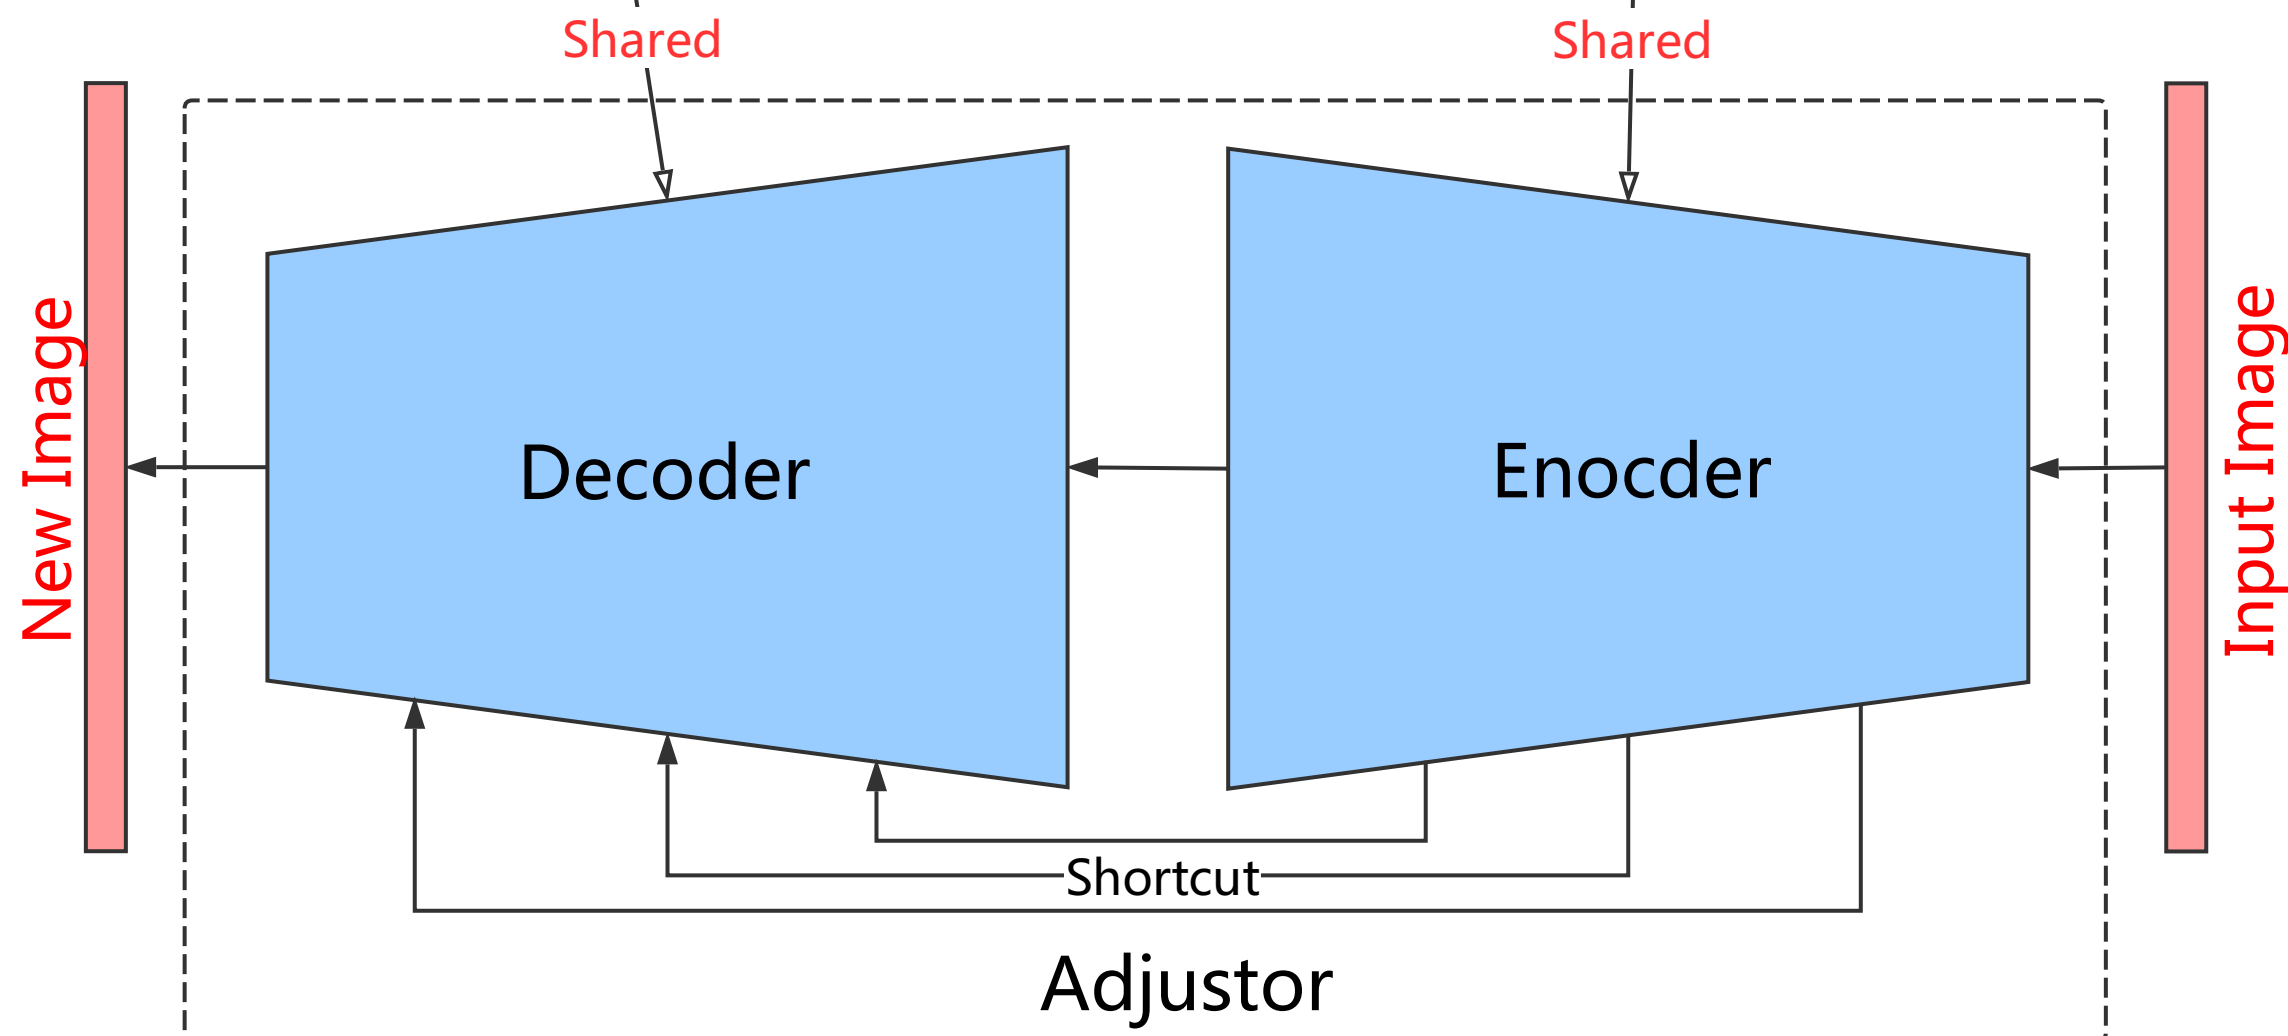 Shared
Shared
New Image
Decoder
Enocder
Input Image
Shortcut
Adjustor